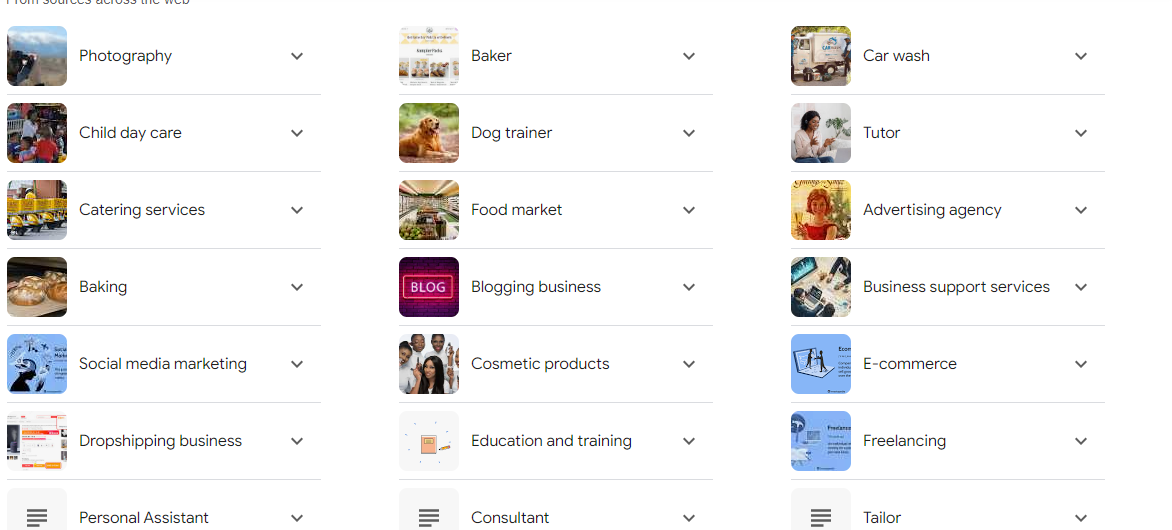 From sources across the web
Photography
Baker
Car wash
Child day care
Dog trainer
Tutor
Catering services
Food market
Advertising agency
Baking
BLOG
Blogging business
Business support services
Social media marketing
Cosmetic products
E-commerce
Dropshipping business
Education and training
Freelancing
Personal Assistant
Consultant
Tailor